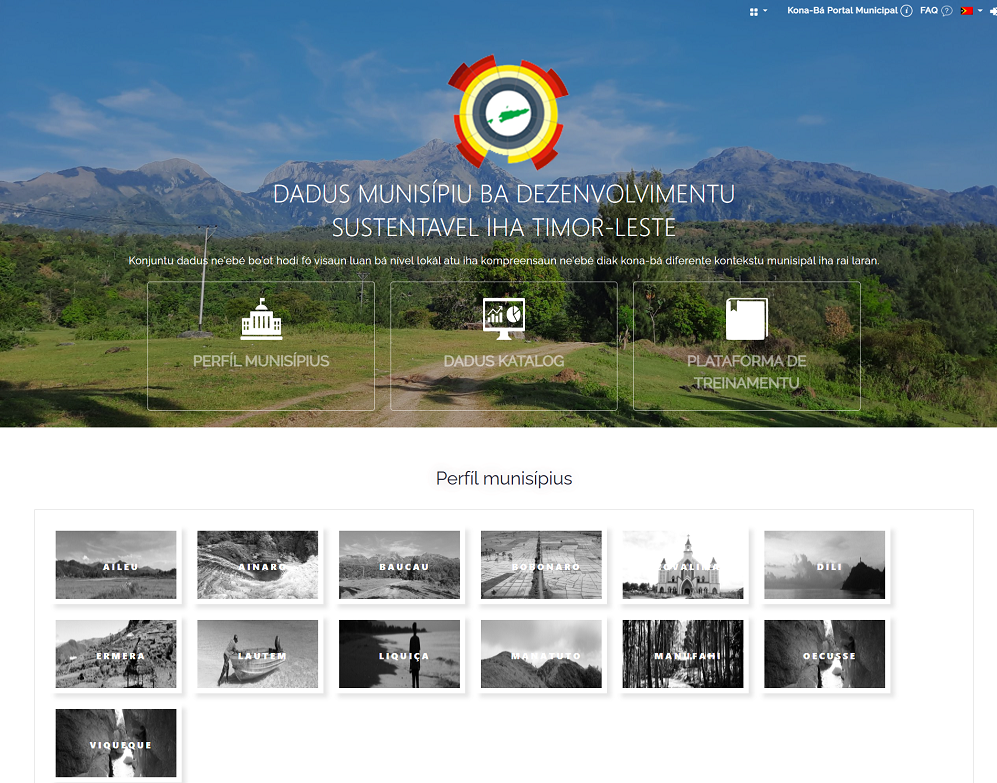 Kona-Bá Portal Municipal
FAQ
DADUS MUNISÍPIU BA DEZENVOLVIMENTU
SUSTENTAVEL IHA TIMOR-LESTE
Konjuntu dadus ne'ebé bo'ot hodi fó visaun luan bá nivel lokál atu iha kompreensaun ne'ebé diak kona-bá diferente kontekstu munisipál iha rai laran.
PERFÍL MUNISÍPIUS
DADUS KATALOG
PLATAFORMA DE
TREINAMENTU
Perfíl munisípius
AILEU
AINARO
BAUCAU
BOBONARO
COVALIMA
DILI
ERMERA
LAUTEM
LIQUIÇA
MANATUTO
MANUFAHI
OECUSSE
VIQUEQUE